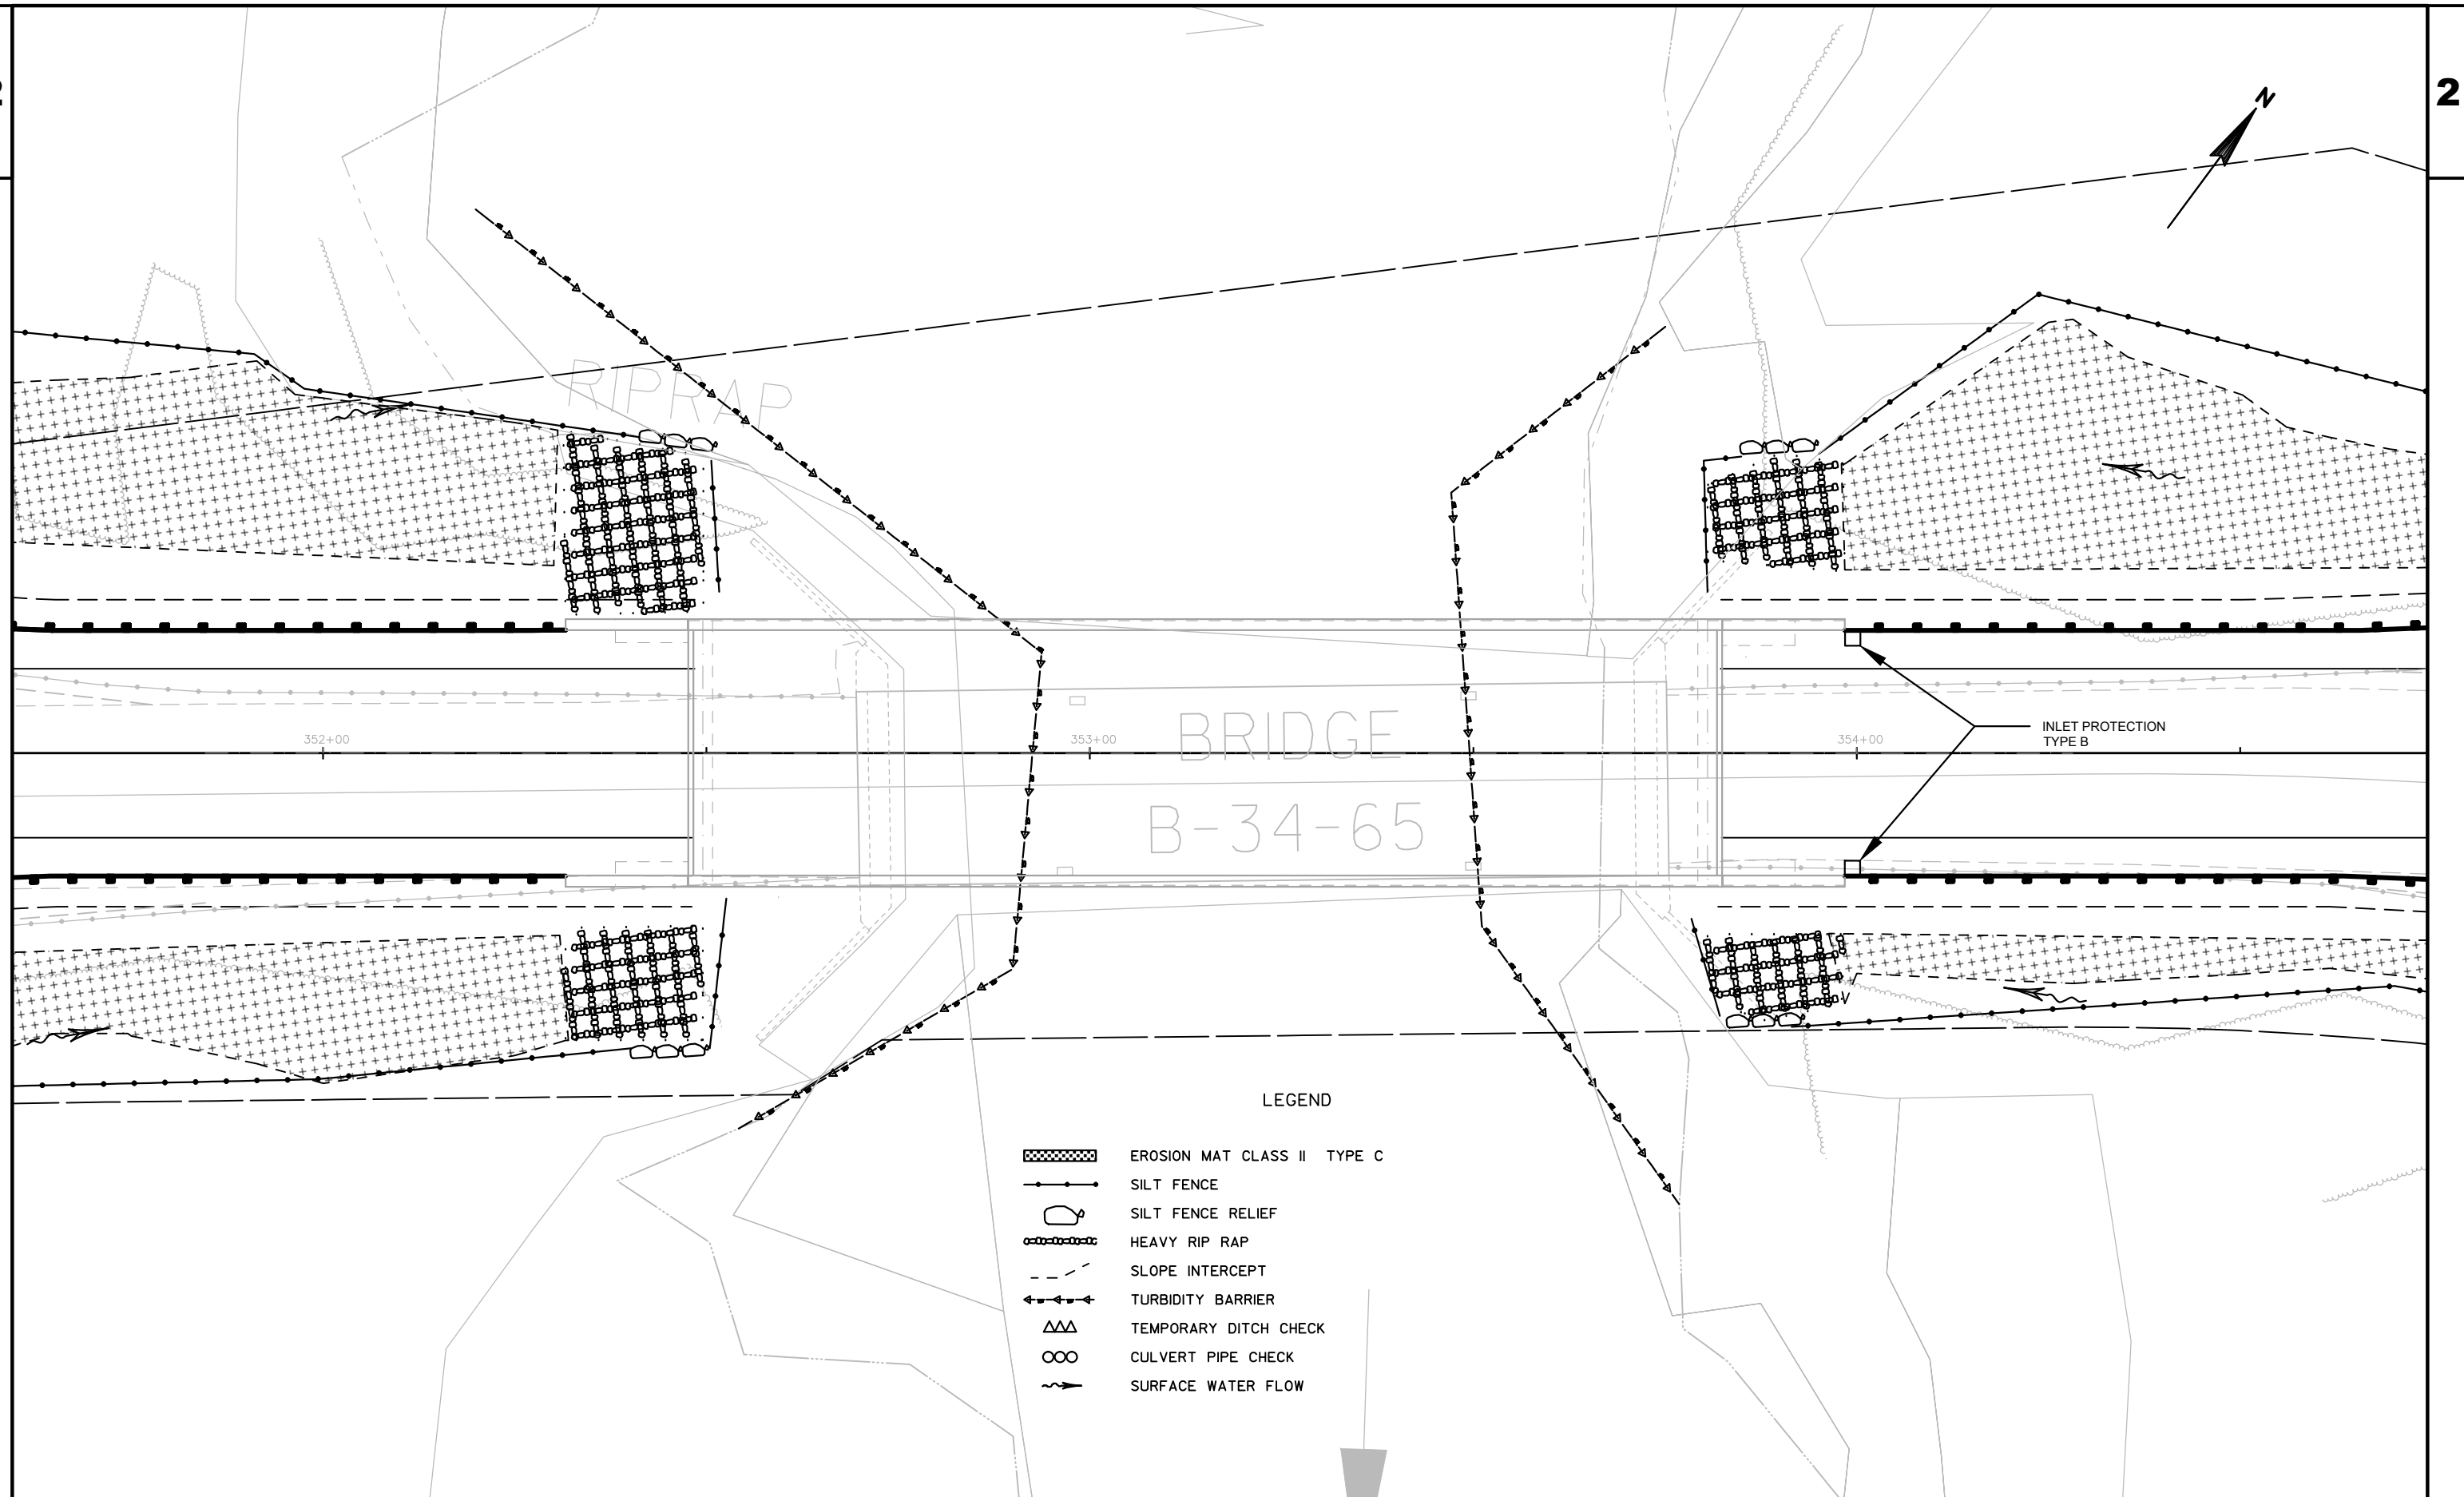 2
N
RIPRAP
352+00
353+00
354+00
BRIDGE
B-34-65
INLET PROTECTION
TYPE B
LEGEND
EROSION MAT CLASS II TYPE C
SILT FENCE
SILT FENCE RELIEF
HEAVY RIP RAP
SLOPE INTERCEPT
TURBIDITY BARRIER
TEMPORARY DITCH CHECK
CULVERT PIPE CHECK
SURFACE WATER FLOW